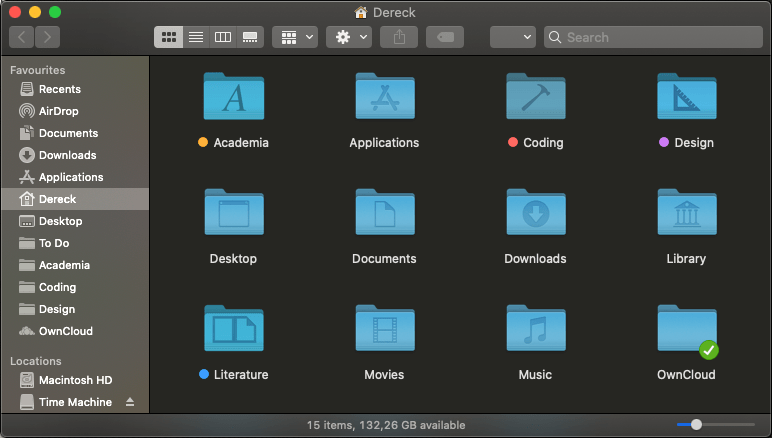 Dereck
Search
Favourites
Recents
AirDrop
Documents
Downloads
Applications
Dereck
Desktop
To Do
Academia
Coding
Design
OwnCloud
Locations
Macintosh HD
Time Machine
A
Academia
Applications
Coding
Design
Desktop
Documents
Downloads
Library
Literature
Movies
Music
OwnCloud
15 items, 132,26 GB available